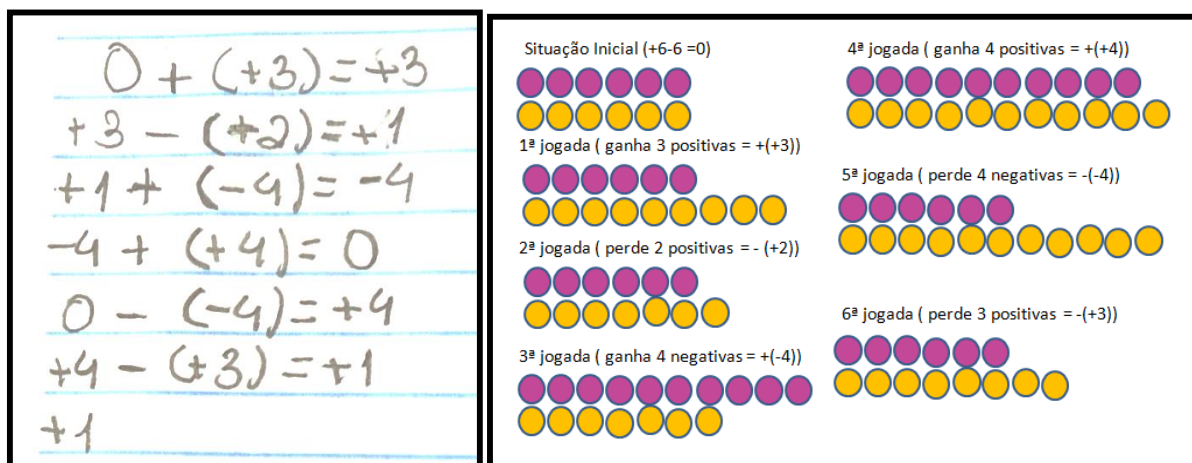 0 + (+3) = +3
+3 - (+2) = +1
+1 + (-4) = -4
-4 + (+4) = 0
0 - (-4) = +4
+4 - (+3) = +1
+1
Situação Inicial (+6-6 =0)
1ª jogada ( ganha 3 positivas = +(+3))
2ª jogada ( perde 2 positivas = - (+2))
3ª jogada ( ganha 4 negativas = +(-4))
4ª jogada ( ganha 4 positivas = +(+4))
5ª jogada ( perde 4 negativas = -(-4))
6ª jogada ( perde 3 positivas = -(+3))